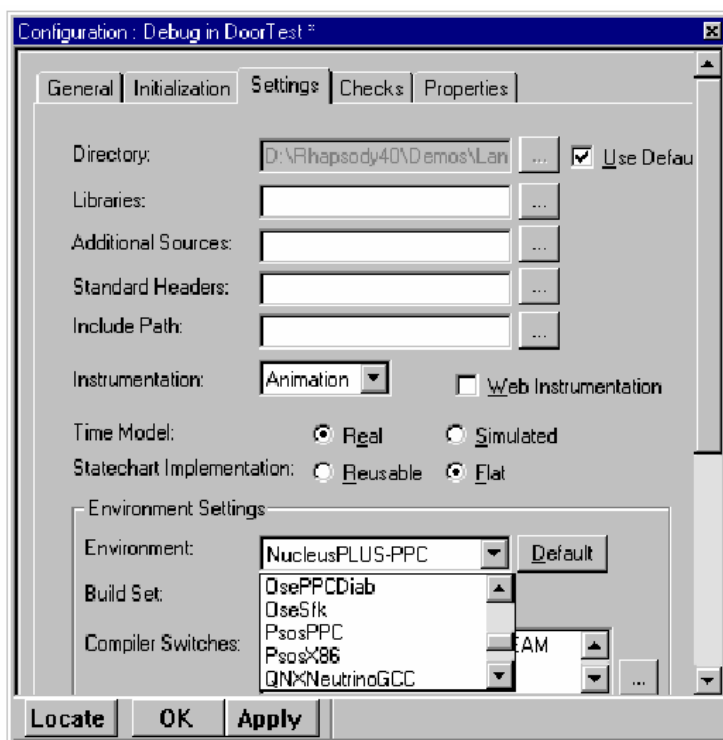 Configuration : Debug in DoorTest *
General Initialization Settings Checks Properties
Directory: D:\Rhapsody40\Demos\Lan ... Use Defau
Libraries: ...
Additional Sources: ...
Standard Headers: ...
Include Path: ...
Instrumentation: Animation Web Instrumentation
Time Model: Real Simulated
Statechart Implementation: Reusable Flat
Environment Settings
Environment: NucleusPLUS-PPC Default
OsePPCDiab
Build Set:
OseSfk
PsosPPC
Compiler Switches: EAM
PsosX86
QNXNeutrinoGCC ...
Locate OK Apply